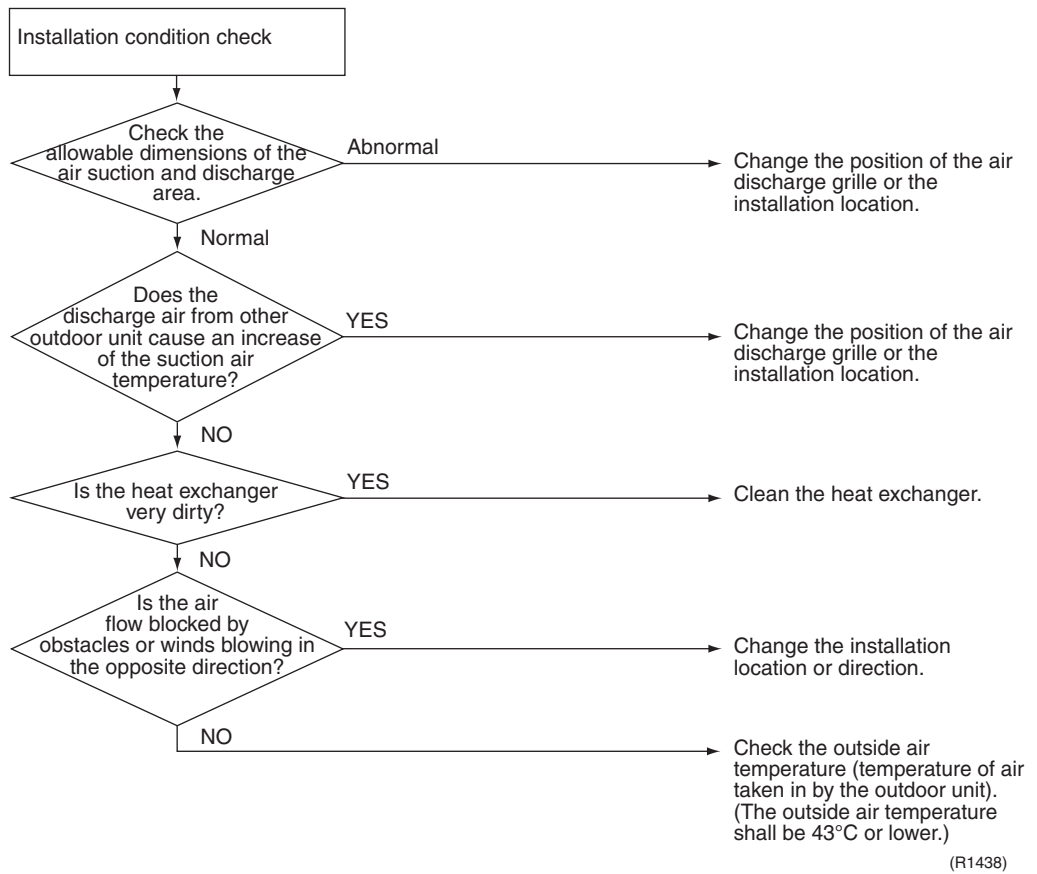 Installation condition check
Check the
allowable dimensions of the
air suction and discharge
area.
Abnormal
Change the position of the air
discharge grille or the
installation location.
Normal
Does the
discharge air from other
outdoor unit cause an increase
of the suction air
temperature?
YES
Change the position of the air
discharge grille or the
installation location.
NO
Is the heat exchanger
very dirty?
YES
Clean the heat exchanger.
NO
Is the air
flow blocked by
obstacles or winds blowing in
the opposite direction?
YES
Change the installation
location or direction.
NO
Check the outside air
temperature (temperature of air
taken in by the outdoor unit).
(The outside air temperature
shall be 43°C or lower.)
(R1438)